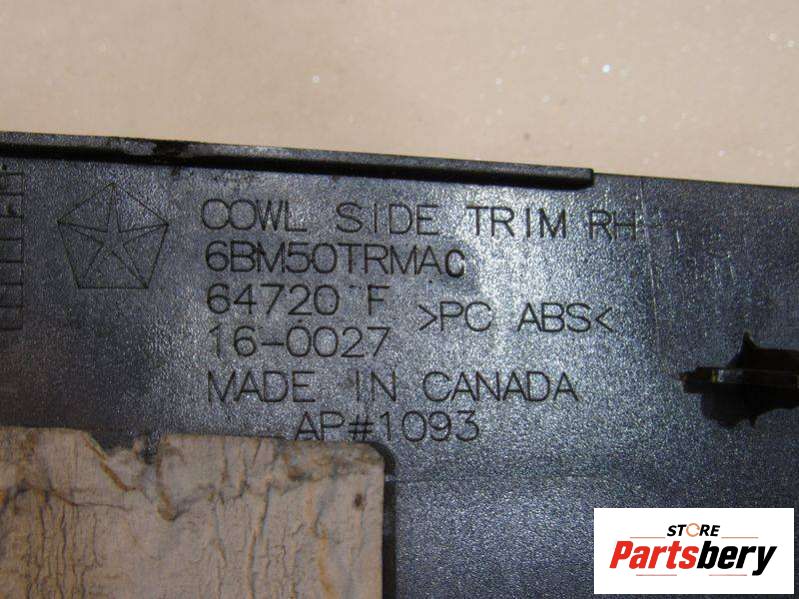 COWL SIDE TRIM RH
6BM50TRMAC
64720 F >PC ABS<
16-0027
MADE IN CANADA
AP#1093
STORE
Partsbery